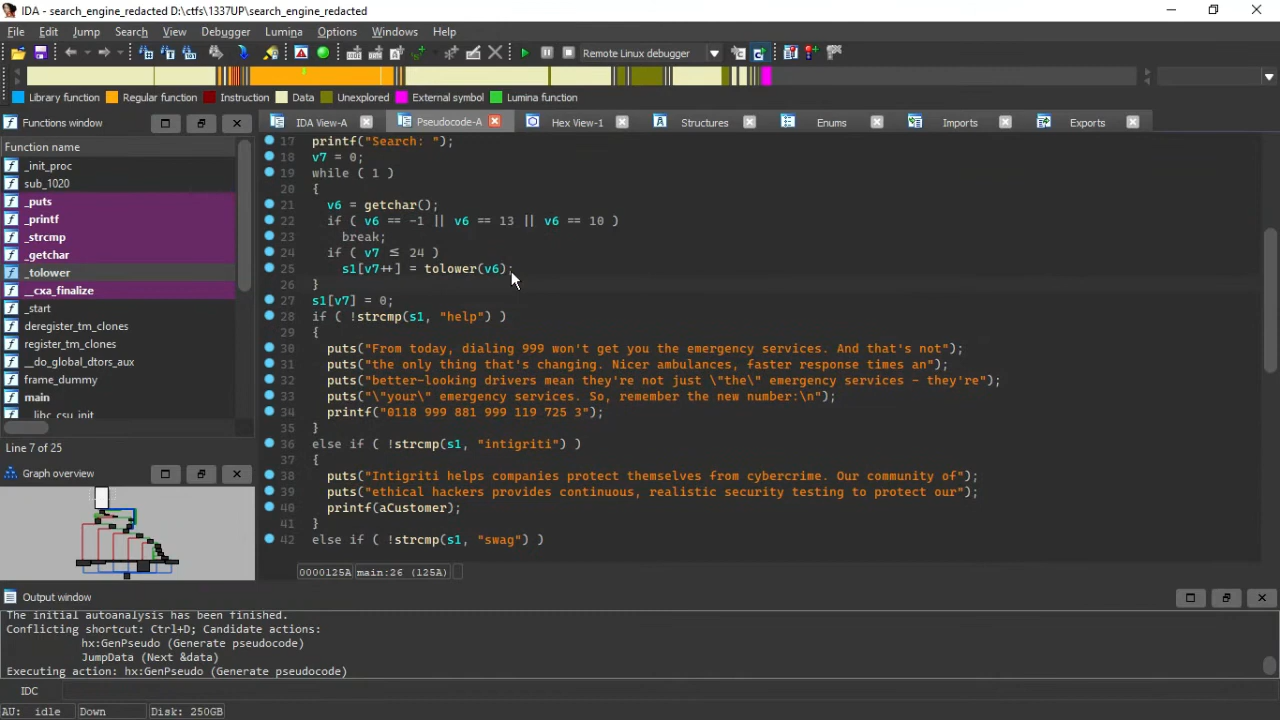 IDA - search_engine_redacted D:\ctfs\1337UP\search_engine_redacted
File Edit Jump Search View Debugger Lumina Options Windows Help
Remote Linux debugger
Library function Regular function Instruction Data Unexplored External symbol Lumina function
Functions window
IDA View-A Pseudocode-A Hex View-1 Structures Enums Imports Exports
Function name
_init_proc
sub_1020
_puts
_printf
_strcmp
_getchar
_tolower
__cxa_finalize
_start
deregister_tm_clones
register_tm_clones
__do_global_dtors_aux
frame_dummy
main
__libc_csu_init
Line 7 of 25
Graph overview
17 printf("Search: ");
18 v7 = 0;
19 while ( 1 )
20 {
21 v6 = getchar();
22 if ( v6 == -1 || v6 == 13 || v6 == 10 )
23 break;
24 if ( v7 ≤ 24 )
25 s1[v7++] = tolower(v6);
26 }
27 s1[v7] = 0;
28 if ( !strcmp(s1, "help") )
29 {
30 puts("From today, dialing 999 won't get you the emergency services. And that's not");
31 puts("the only thing that's changing. Nicer ambulances, faster response times an");
32 puts("better-looking drivers mean they're not just \"the\" emergency services - they're");
33 puts("\"your\" emergency services. So, remember the new number:\n");
34 printf("0118 999 881 999 119 725 3");
35 }
36 else if ( !strcmp(s1, "intigriti") )
37 {
38 puts("Intigriti helps companies protect themselves from cybercrime. Our community of");
39 puts("ethical hackers provides continuous, realistic security testing to protect our");
40 printf(aCustomer);
41 }
42 else if ( !strcmp(s1, "swag") )
0000125A main:26 (125A)
Output window
The initial autoanalysis has been finished.
Conflicting shortcut: Ctrl+D; Candidate actions:
hx:GenPseudo (Generate pseudocode)
JumpData (Next &data)
Executing action: hx:GenPseudo (Generate pseudocode)
IDC
AU: idle Down Disk: 250GB